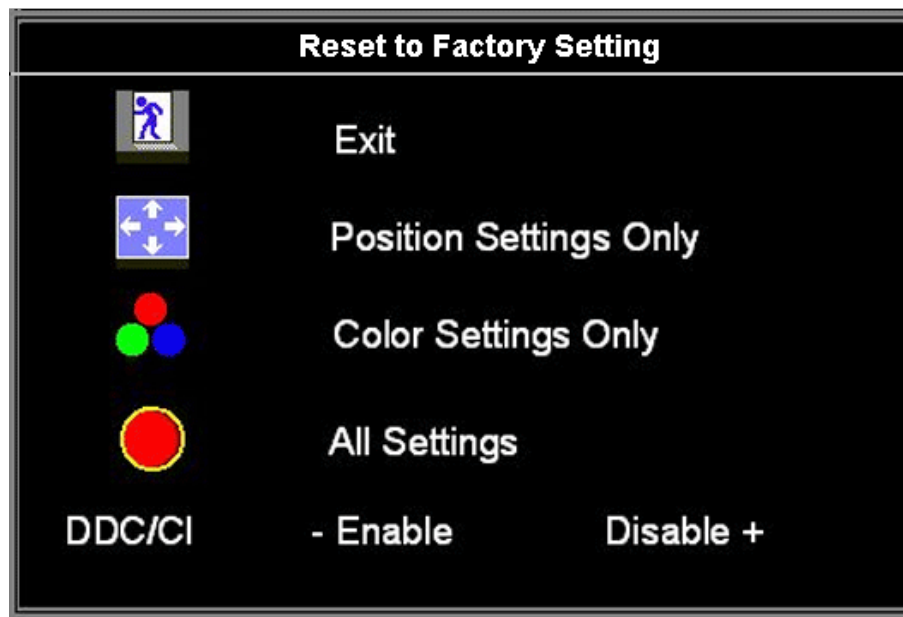 Reset to Factory Setting
Exit
Position Settings Only
Color Settings Only
All Settings
DDC/CI - Enable Disable +